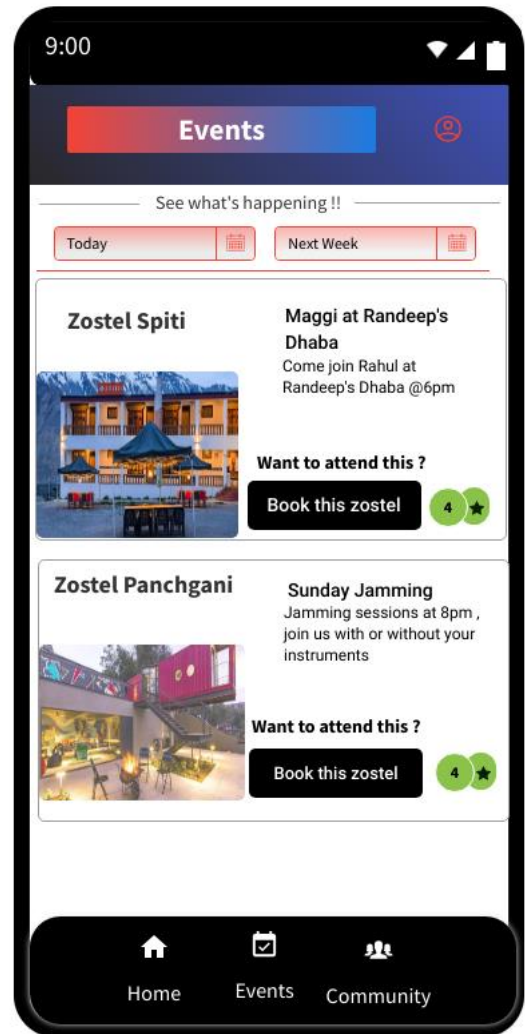 9:00
Events
See what's happening !!
Today
Next Week
Zostel Spiti
Maggi at Randeep's
Dhaba
Come join Rahul at
Randeep's Dhaba @6pm
Want to attend this ?
Book this zostel
4
Zostel Panchgani
Sunday Jamming
Jamming sessions at 8pm ,
join us with or without your
instruments
Want to attend this ?
Book this zostel
4
Home
Events
Community